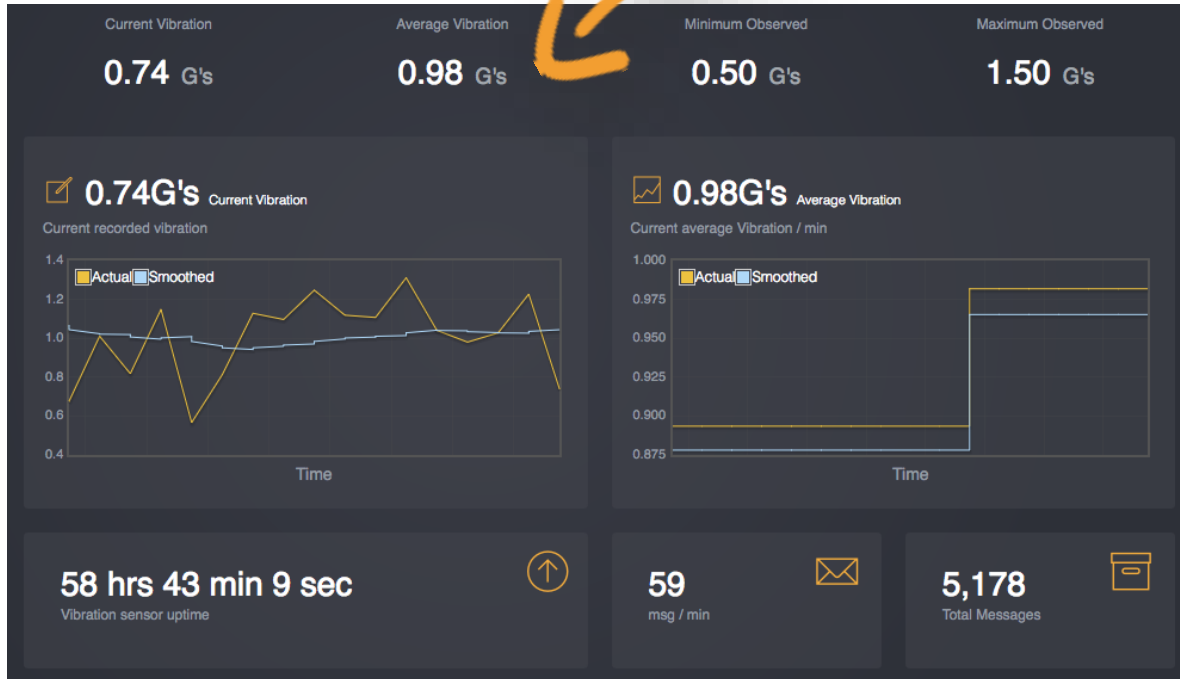 Current Vibration Average Vibration Minimum Observed Maximum Observed
0.74 G's 0.98 G's 0.50 G's 1.50 G's
0.74G's Current Vibration
Current recorded vibration
1.4
Actual Smoothed
1.2
1.0
0.8
0.6
0.4
Time
0.98G's Average Vibration
Current average Vibration / min
1.000
Actual Smoothed
0.975
0.950
0.925
0.900
0.875
Time
58 hrs 43 min 9 sec
Vibration sensor uptime
59
msg / min
5,178
Total Messages